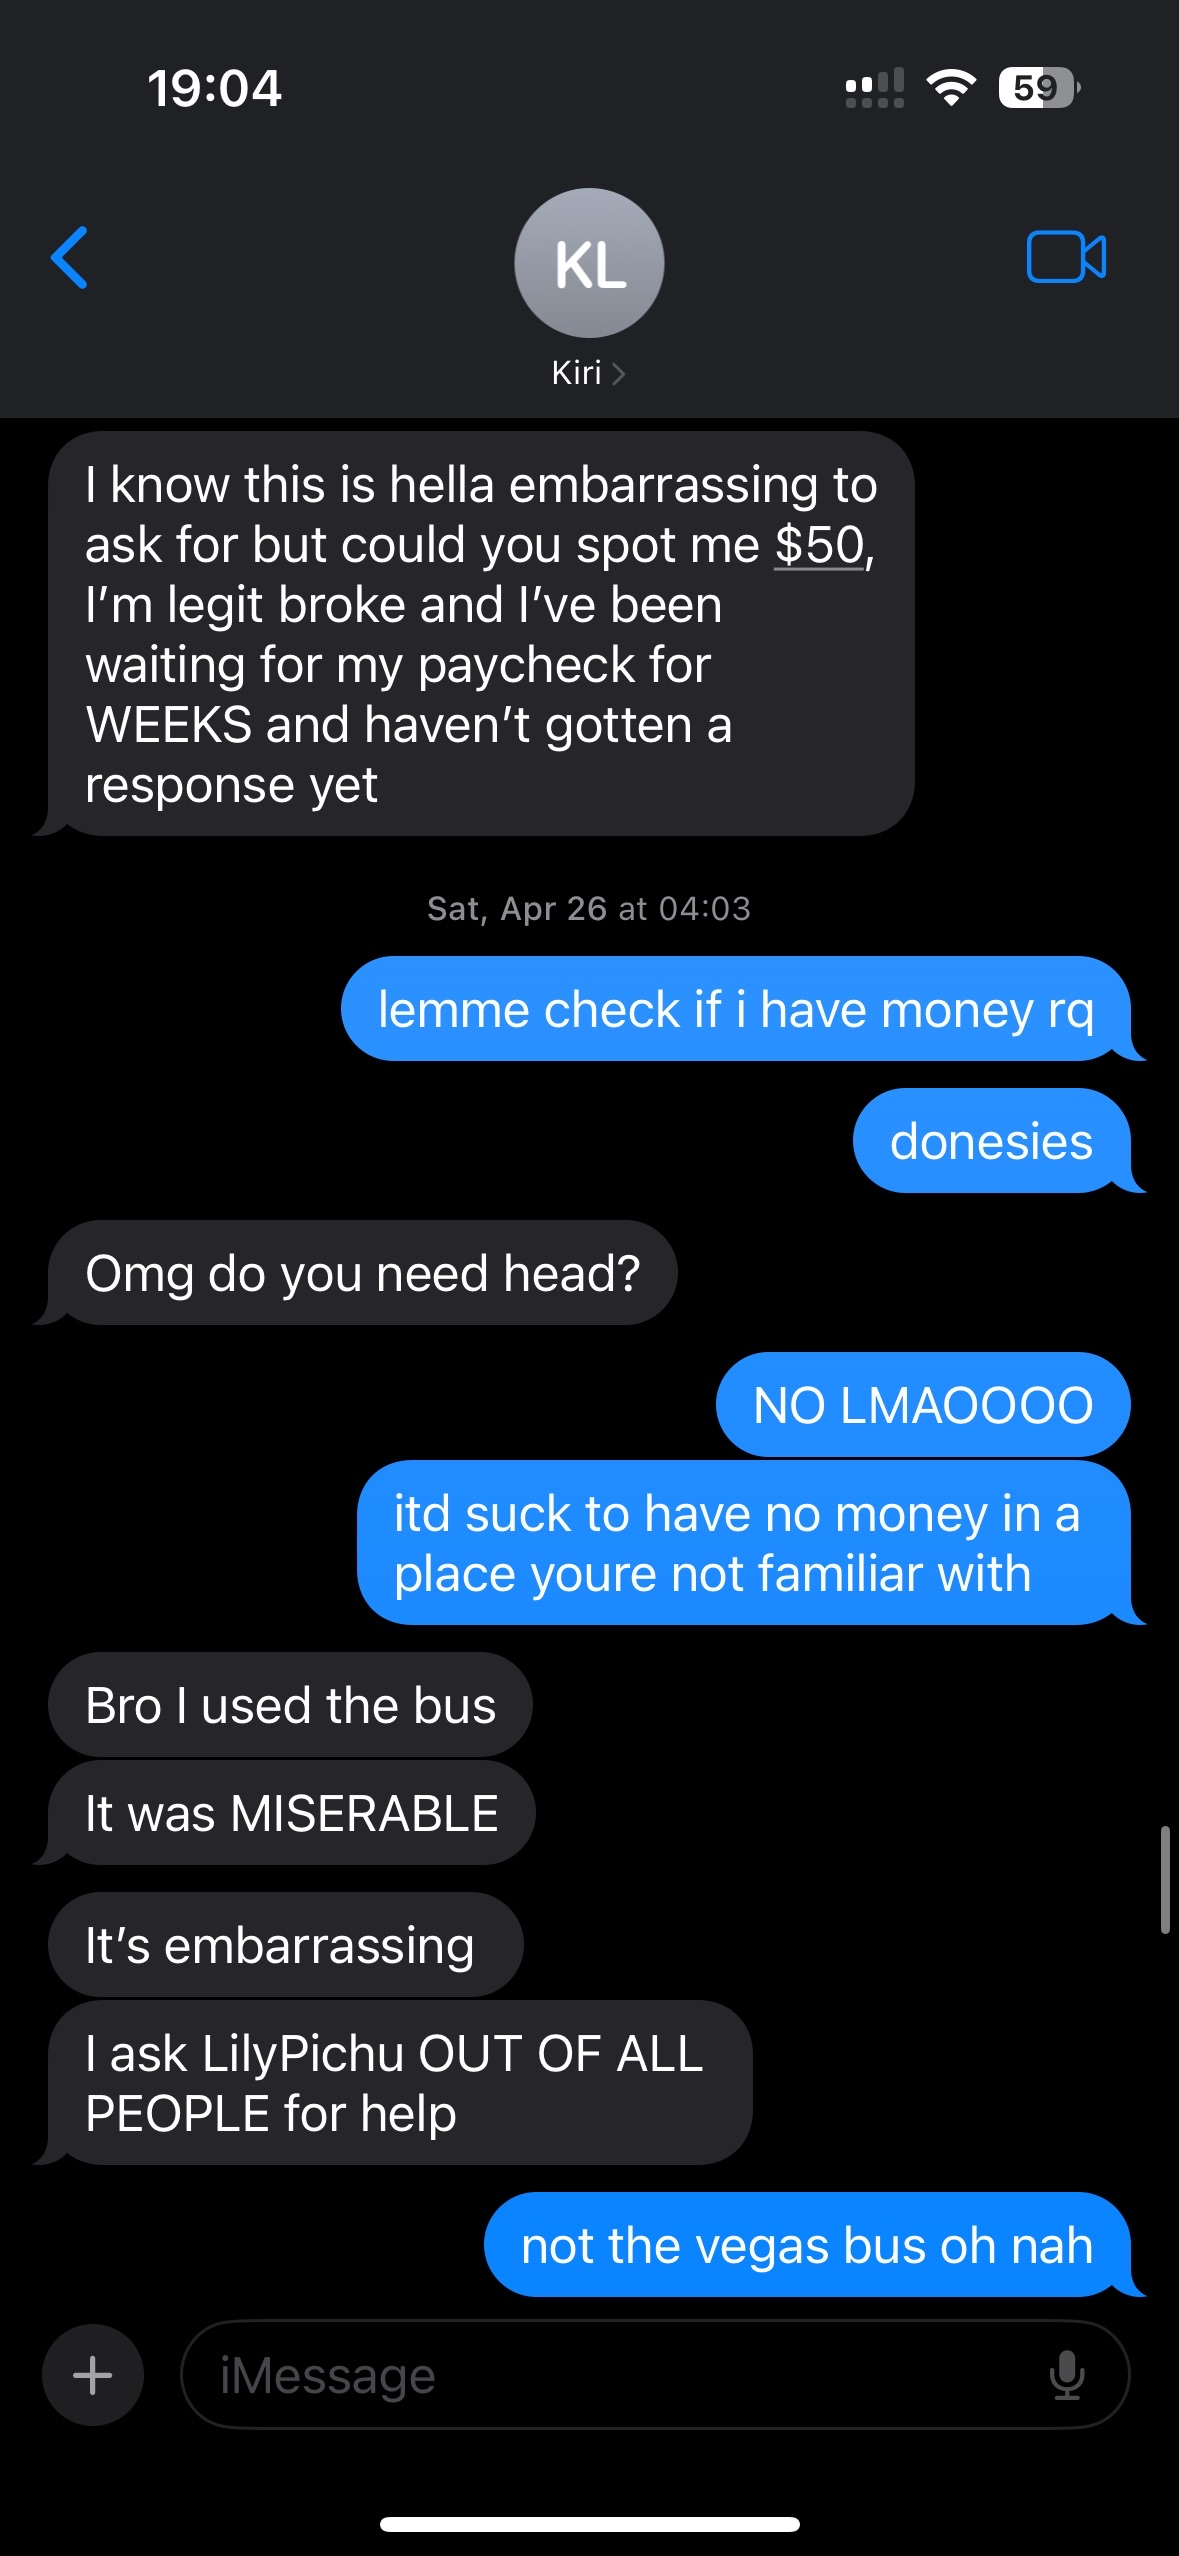 19:04
59
KL
Kiri
I know this is hella embarrassing to
ask for but could you spot me $50,
I’m legit broke and I’ve been
waiting for my paycheck for
WEEKS and haven’t gotten a
response yet
Sat, Apr 26 at 04:03
lemme check if i have money rq
donesies
Omg do you need head?
NO LMAOOOO
itd suck to have no money in a
place youre not familiar with
Bro I used the bus
It was MISERABLE
It’s embarrassing
I ask LilyPichu OUT OF ALL
PEOPLE for help
not the vegas bus oh nah
iMessage